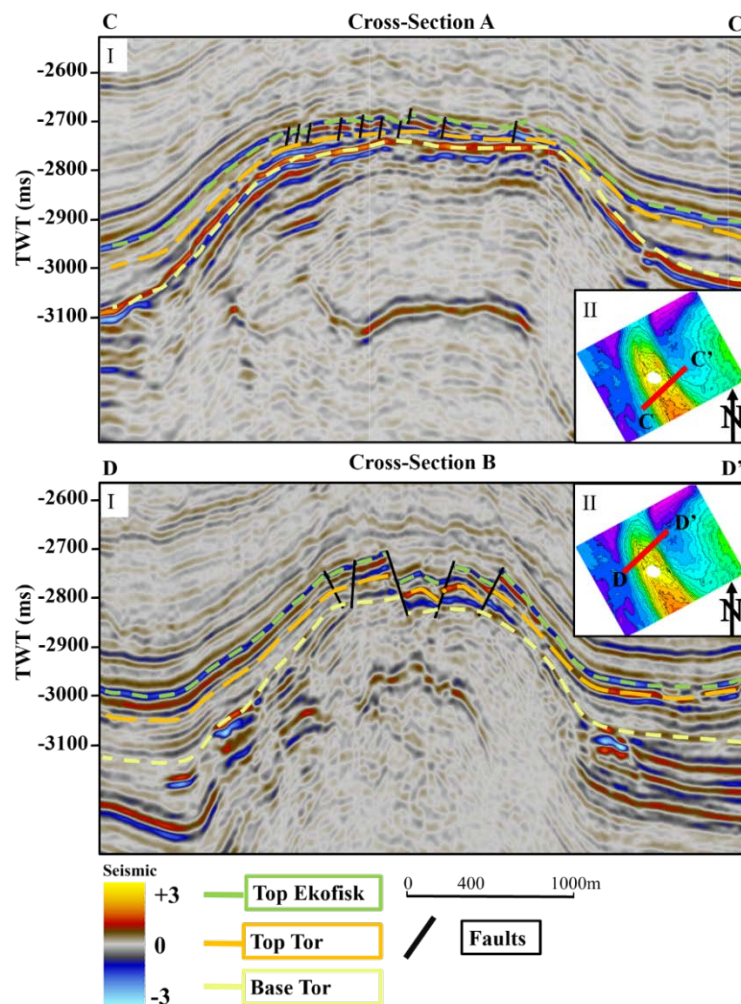 C Cross-Section A C
I
-2600
-2700
-2800
-2900
-3000
-3100
TWT (ms)
II
C'
C
N
D Cross-Section B D'
I
-2600
-2700
-2800
-2900
-3000
-3100
TWT (ms)
II
D'
D
N
Seismic
+3
0
-3
Top Ekofisk
Top Tor
Base Tor
0 400 1000m
Faults